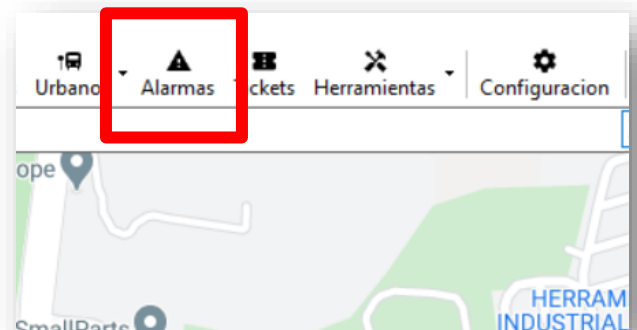 Urbano Alarmas ckets Herramientas Configuracion
ope
SmallParts
HERRAM
INDUSTRIAL